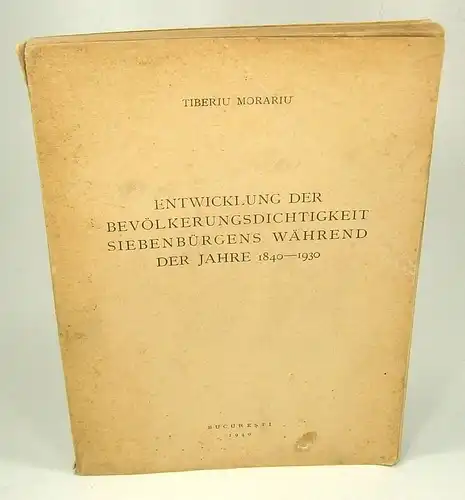 TIBERIU MORARIU
ENTWICKLUNG DER
BEVÖLKERUNGSDICHTIGKEIT
SIEBENBÜRGENS WÄHREND
DER JAHRE 1840—1930
BUCUREȘTI
1940